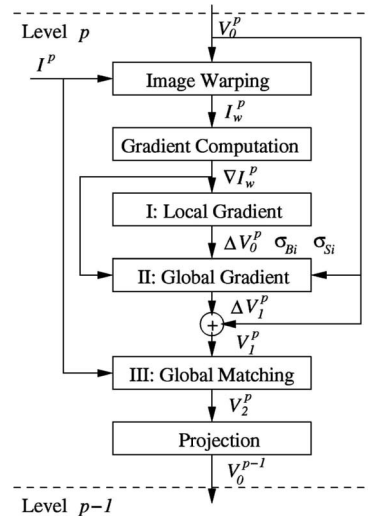 Level p
V_0^p
I^p
Image Warping
I_w^p
Gradient Computation
∇I_w^p
I: Local Gradient
ΔV_0^p σ_Bi σ_Si
II: Global Gradient
ΔV_1^p
+
V_1^p
III: Global Matching
V_2^p
Projection
V_0^{p-1}
Level p-1